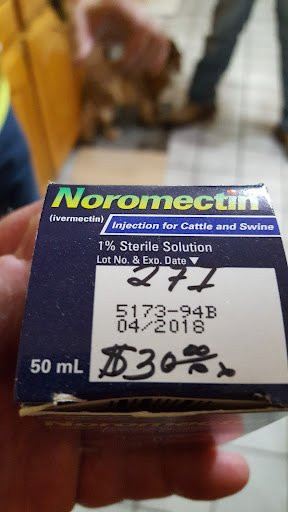 Noromectin
(ivermectin)
Injection for Cattle and Swine
1% Sterile Solution
Lot No. & Exp. Date ▼
271
5173-94B
04/2018
50 mL
$30